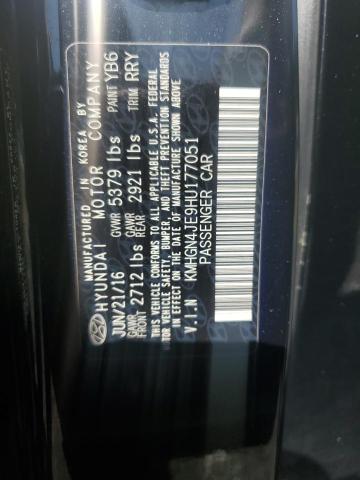 MANUFACTURED IN KOREA BY
HYUNDAI MOTOR COMPANY
JUN/21/16 GVWR 5379 lbs PAINT YB6
GAWR FRONT 2712 lbs GAWR REAR 2921 lbs TRIM RRY
THIS VEHICLE CONFORMS TO ALL APPLICABLE U.S.A. FEDERAL
MOTOR VEHICLE SAFETY, BUMPER, AND THEFT PREVENTION STANDARDS
IN EFFECT ON THE DATE OF MANUFACTURE SHOWN ABOVE.
V.I.N KMHGN4JE9HU177051
PASSENGER CAR